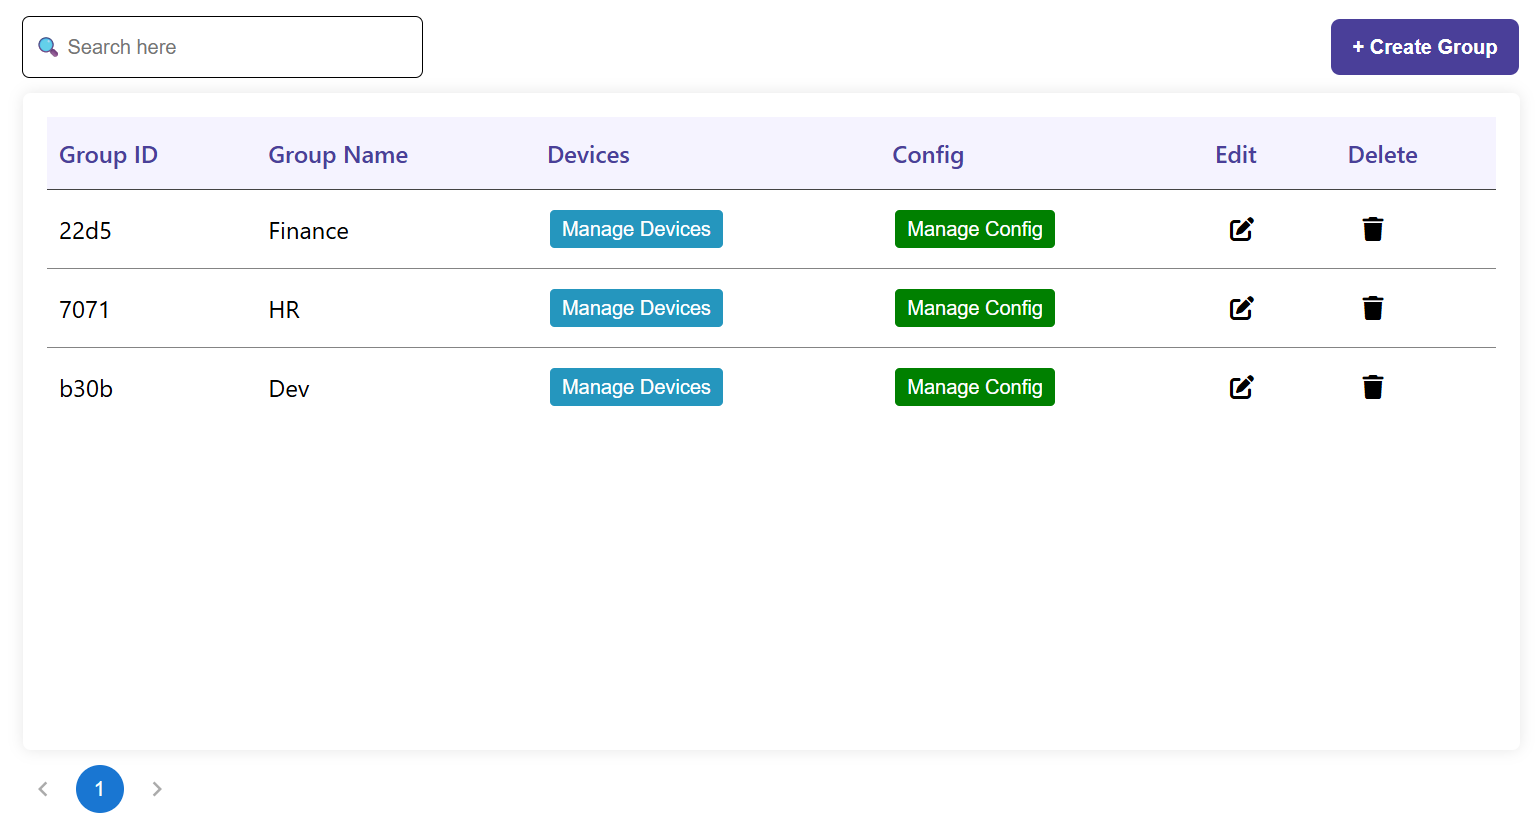 Search here
+ Create Group
Group ID Group Name Devices Config Edit Delete
22d5 Finance Manage Devices Manage Config
7071 HR Manage Devices Manage Config
b30b Dev Manage Devices Manage Config
1